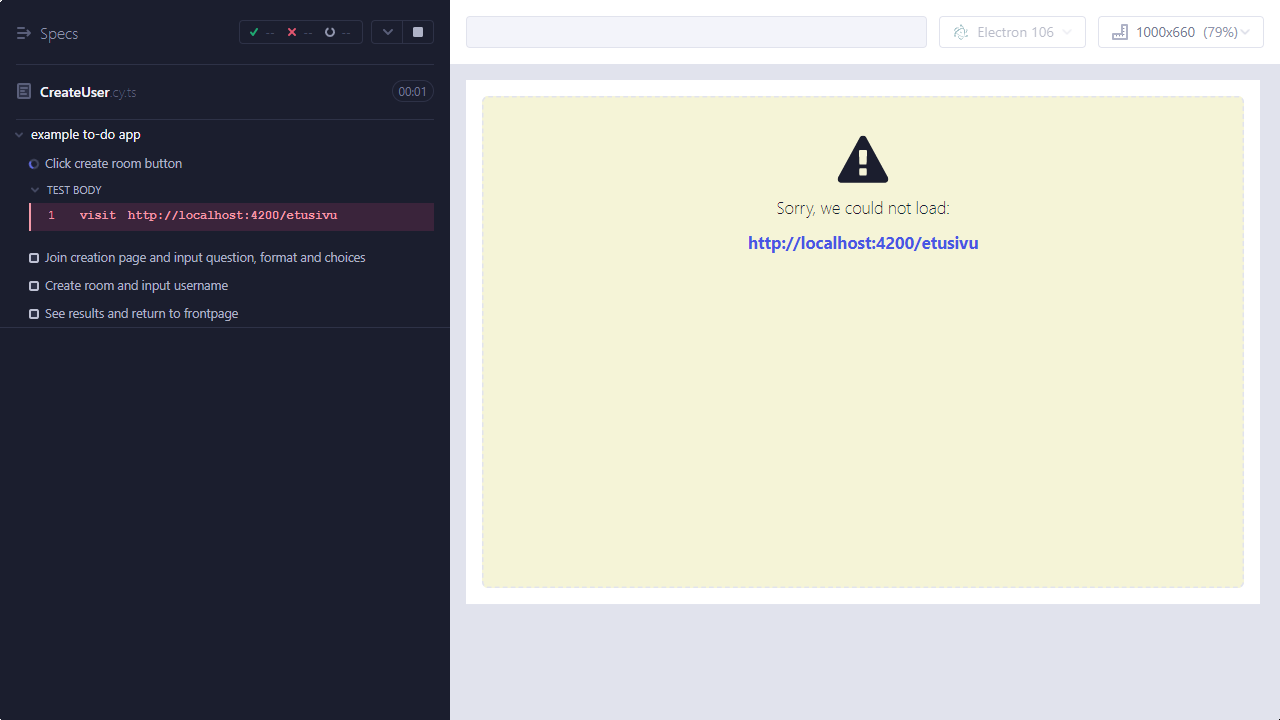 Specs
-- -- --
CreateUser.cy.ts 00:01
example to-do app
Click create room button
TEST BODY
1 visit http://localhost:4200/etusivu
Join creation page and input question, format and choices
Create room and input username
See results and return to frontpage
Electron 106
1000x660 (79%)
Sorry, we could not load:
http://localhost:4200/etusivu